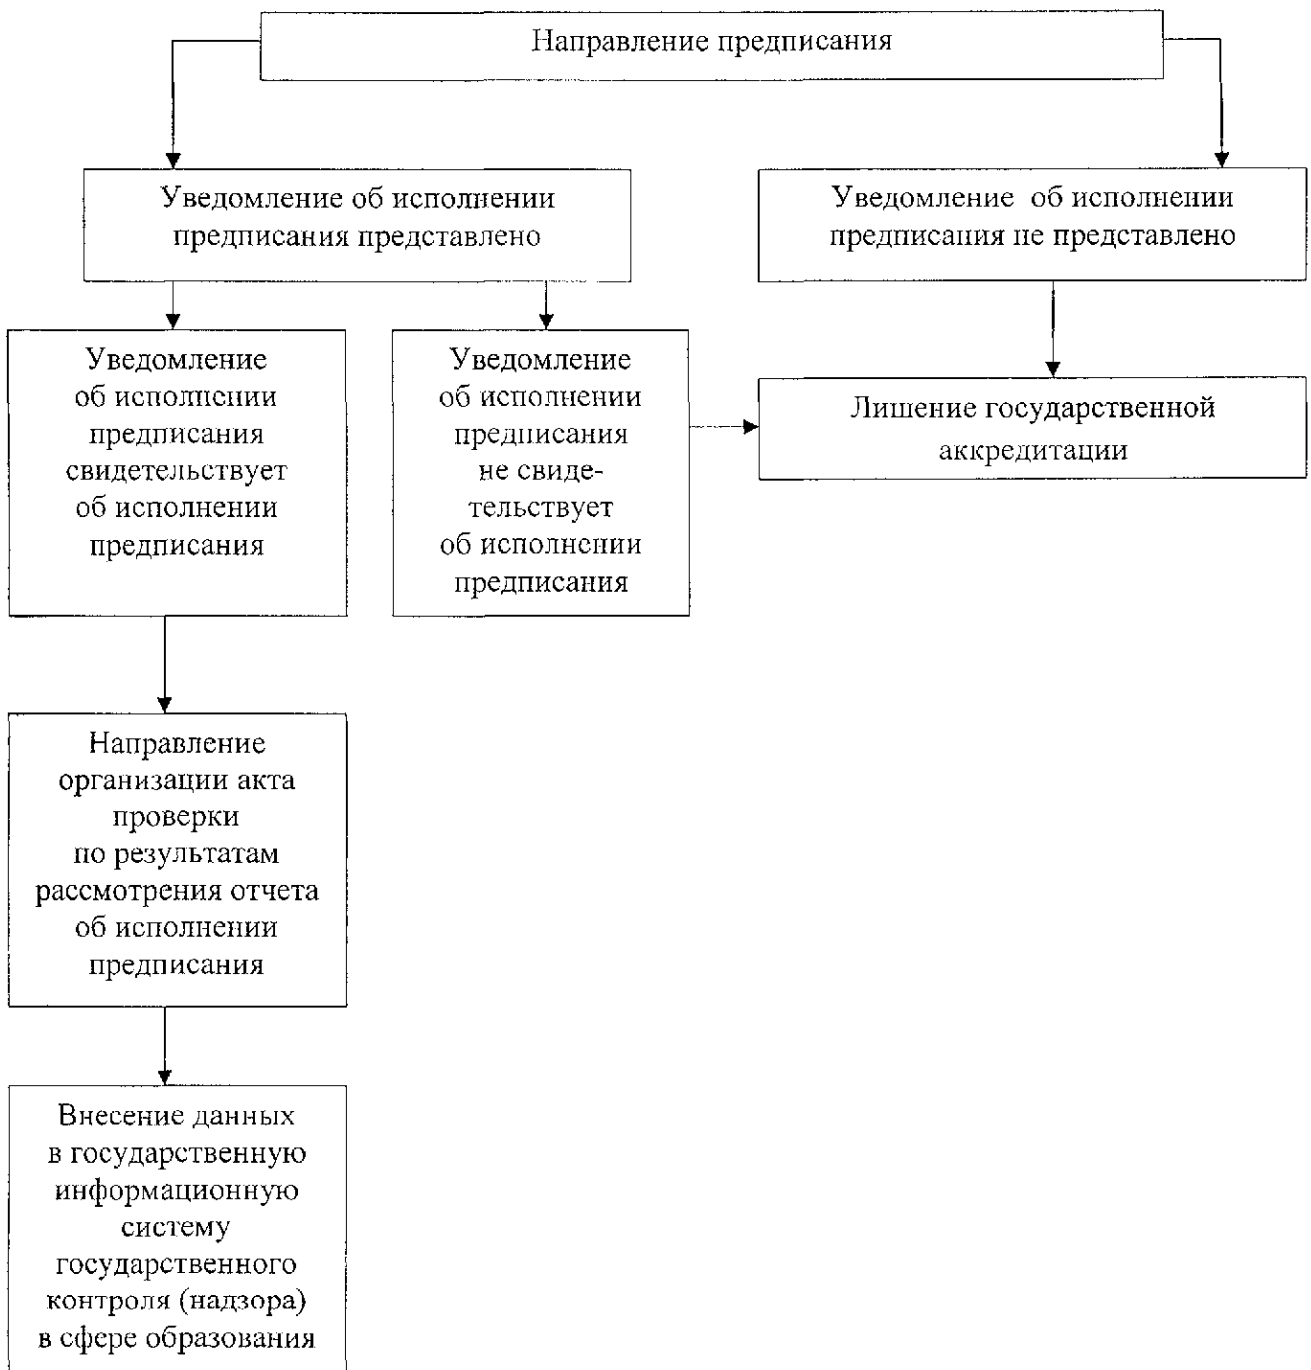 Направление предписания
Уведомление об исполнении
предписания представлено
Уведомление об исполнении
предписания не представлено
Уведомление
об исполнении
предписания
свидетельствует
об исполнении
предписания
Уведомление
об исполнении
предписания
не свиде-
тельствует
об исполнении
предписания
Лишение государственной
аккредитации
Направление
организации акта
проверки
по результатам
рассмотрения отчета
об исполнении
предписания
Внесение данных
в государственную
информационную
систему
государственного
контроля (надзора)
в сфере образования